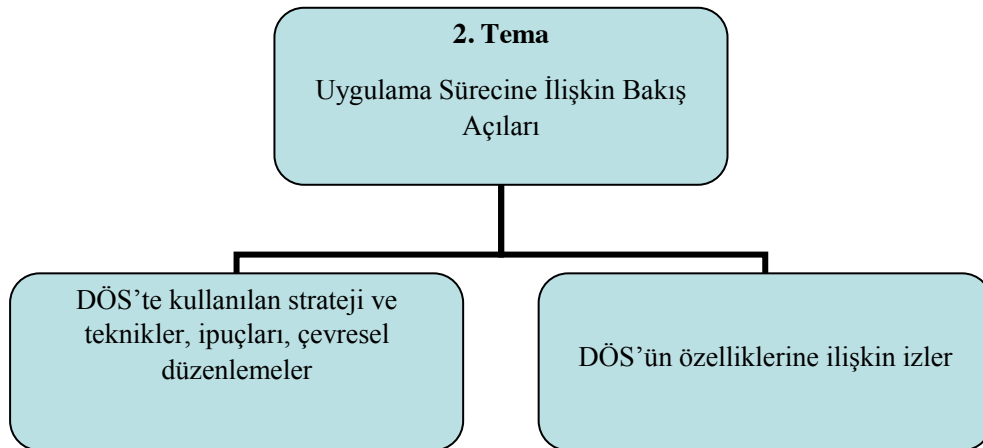 2. Tema
Uygulama Sürecine İlişkin Bakış
Açıları
DÖS’te kullanılan strateji ve
teknikler, ipuçları, çevresel
düzenlemeler
DÖS’ün özelliklerine ilişkin izler